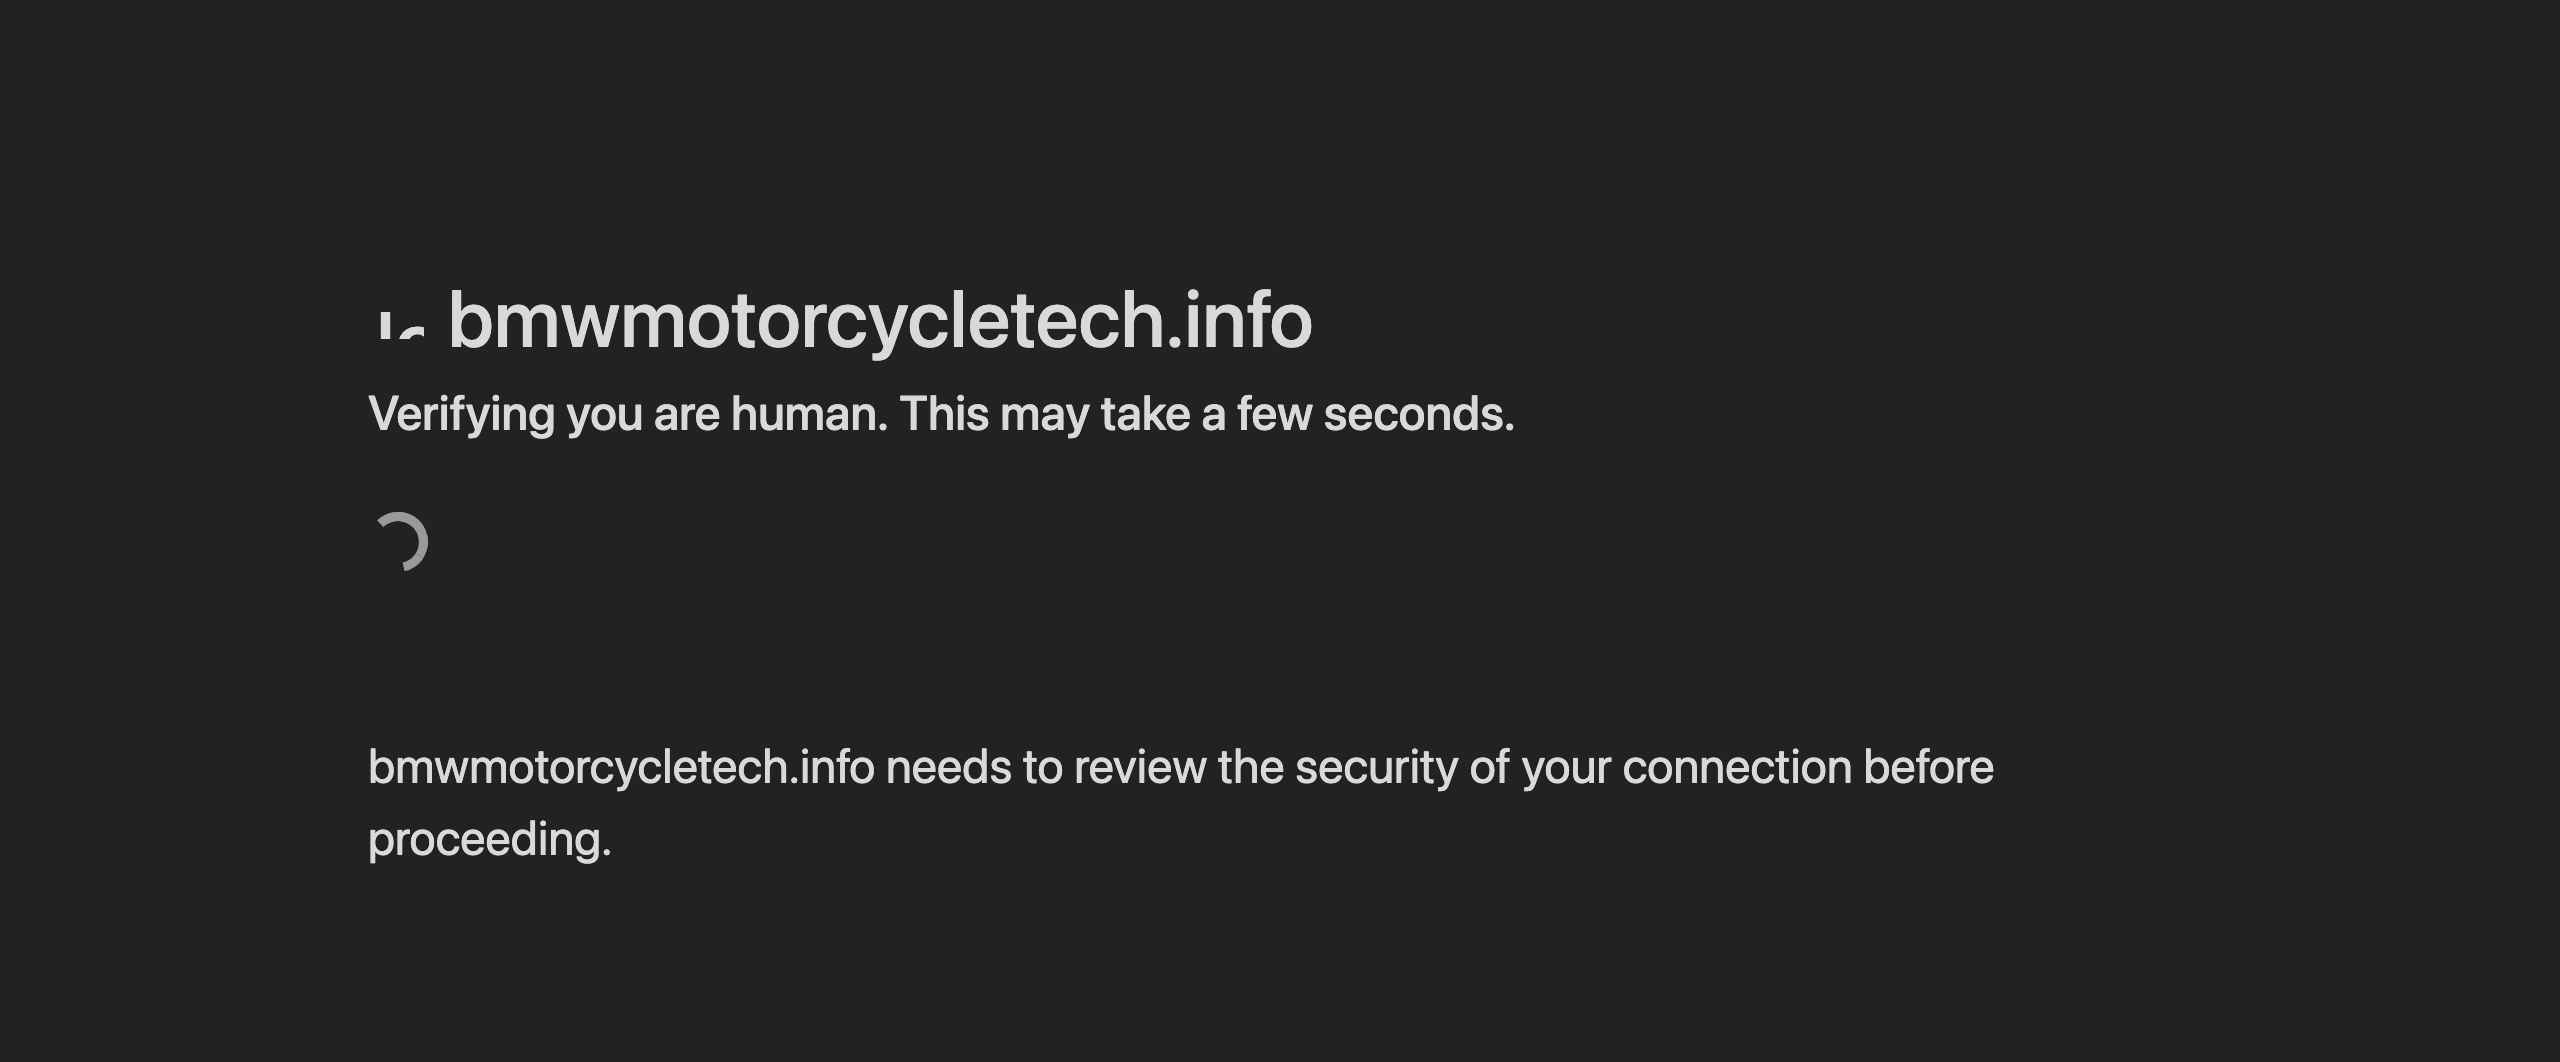 bmwmotorcycletech.info
Verifying you are human. This may take a few seconds.
bmwmotorcycletech.info needs to review the security of your connection before
proceeding.